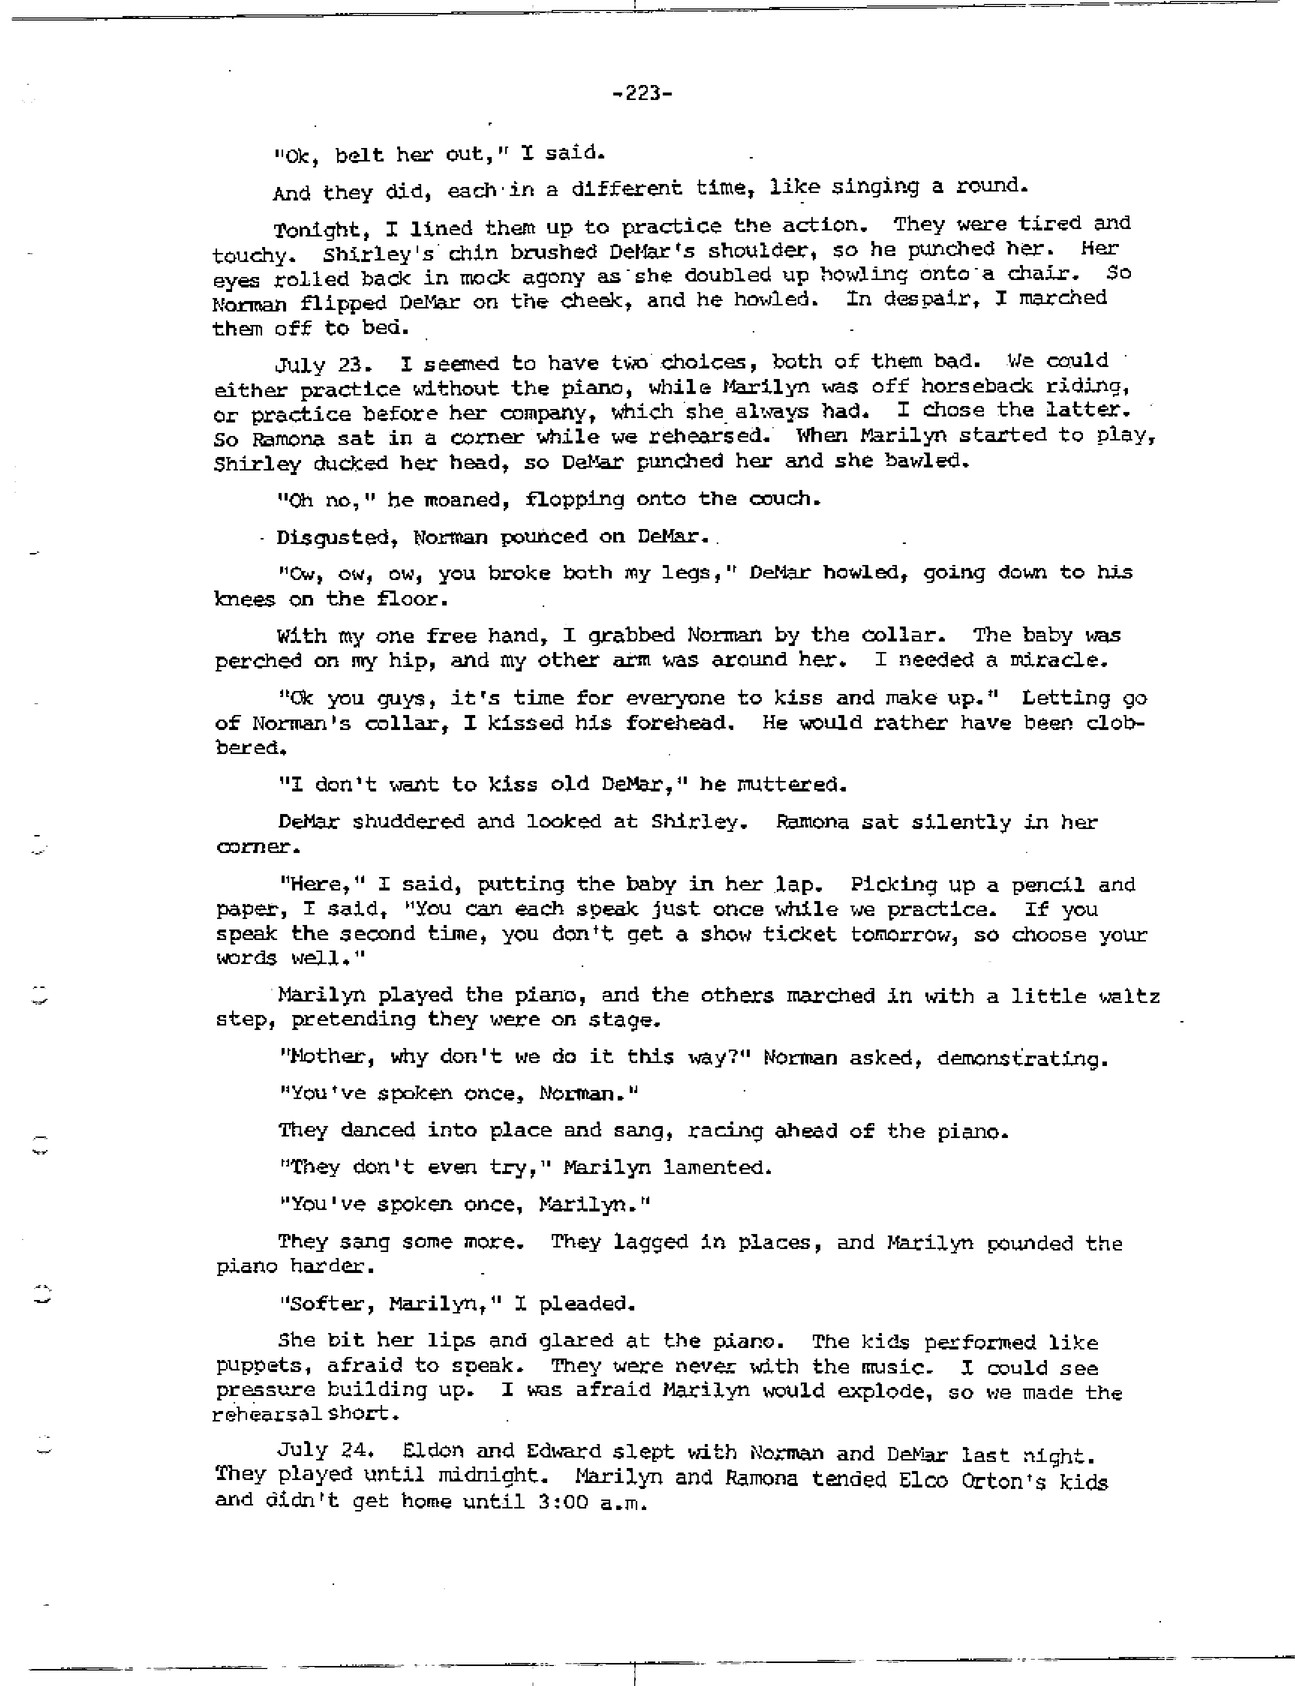 -223-
"Ok, belt her out," I said.
And they did, each in a different time, like singing a round.
Tonight, I lined them up to practice the action. They were tired and
touchy. Shirley's chin brushed DeMar's shoulder, so he punched her. Her
eyes rolled back in mock agony as she doubled up howling onto a chair. So
Norman flipped DeMar on the cheek, and he howled. In despair, I marched
them off to bed.
July 23. I seemed to have two choices, both of them bad. We could
either practice without the piano, while Marilyn was off horseback riding,
or practice before her company, which she always had. I chose the latter.
So Ramona sat in a corner while we rehearsed. When Marilyn started to play,
Shirley ducked her head, so DeMar punched her and she bawled.
"Oh no," he moaned, flopping onto the couch.
Disgusted, Norman pounced on DeMar.
"Ow, ow, ow, you broke both my legs," DeMar howled, going down to his
knees on the floor.
With my one free hand, I grabbed Norman by the collar. The baby was
perched on my hip, and my other arm was around her. I needed a miracle.
"Ok you guys, it's time for everyone to kiss and make up." Letting go
of Norman's collar, I kissed his forehead. He would rather have been clob-
bered.
"I don't want to kiss old DeMar," he muttered.
DeMar shuddered and looked at Shirley. Ramona sat silently in her
corner.
"Here," I said, putting the baby in her lap. Picking up a pencil and
paper, I said, "You can each speak just once while we practice. If you
speak the second time, you don't get a show ticket tomorrow, so choose your
words well."
Marilyn played the piano, and the others marched in with a little waltz
step, pretending they were on stage.
"Mother, why don't we do it this way?" Norman asked, demonstrating.
"You've spoken once, Norman."
They danced into place and sang, racing ahead of the piano.
"They don't even try," Marilyn lamented.
"You've spoken once, Marilyn."
They sang some more. They lagged in places, and Marilyn pounded the
piano harder.
"Softer, Marilyn," I pleaded.
She bit her lips and glared at the piano. The kids performed like
puppets, afraid to speak. They were never with the music. I could see
pressure building up. I was afraid Marilyn would explode, so we made the
rehearsal short.
July 24. Eldon and Edward slept with Norman and DeMar last night.
They played until midnight. Marilyn and Ramona tended Elco Orton's kids
and didn't get home until 3:00 a.m.